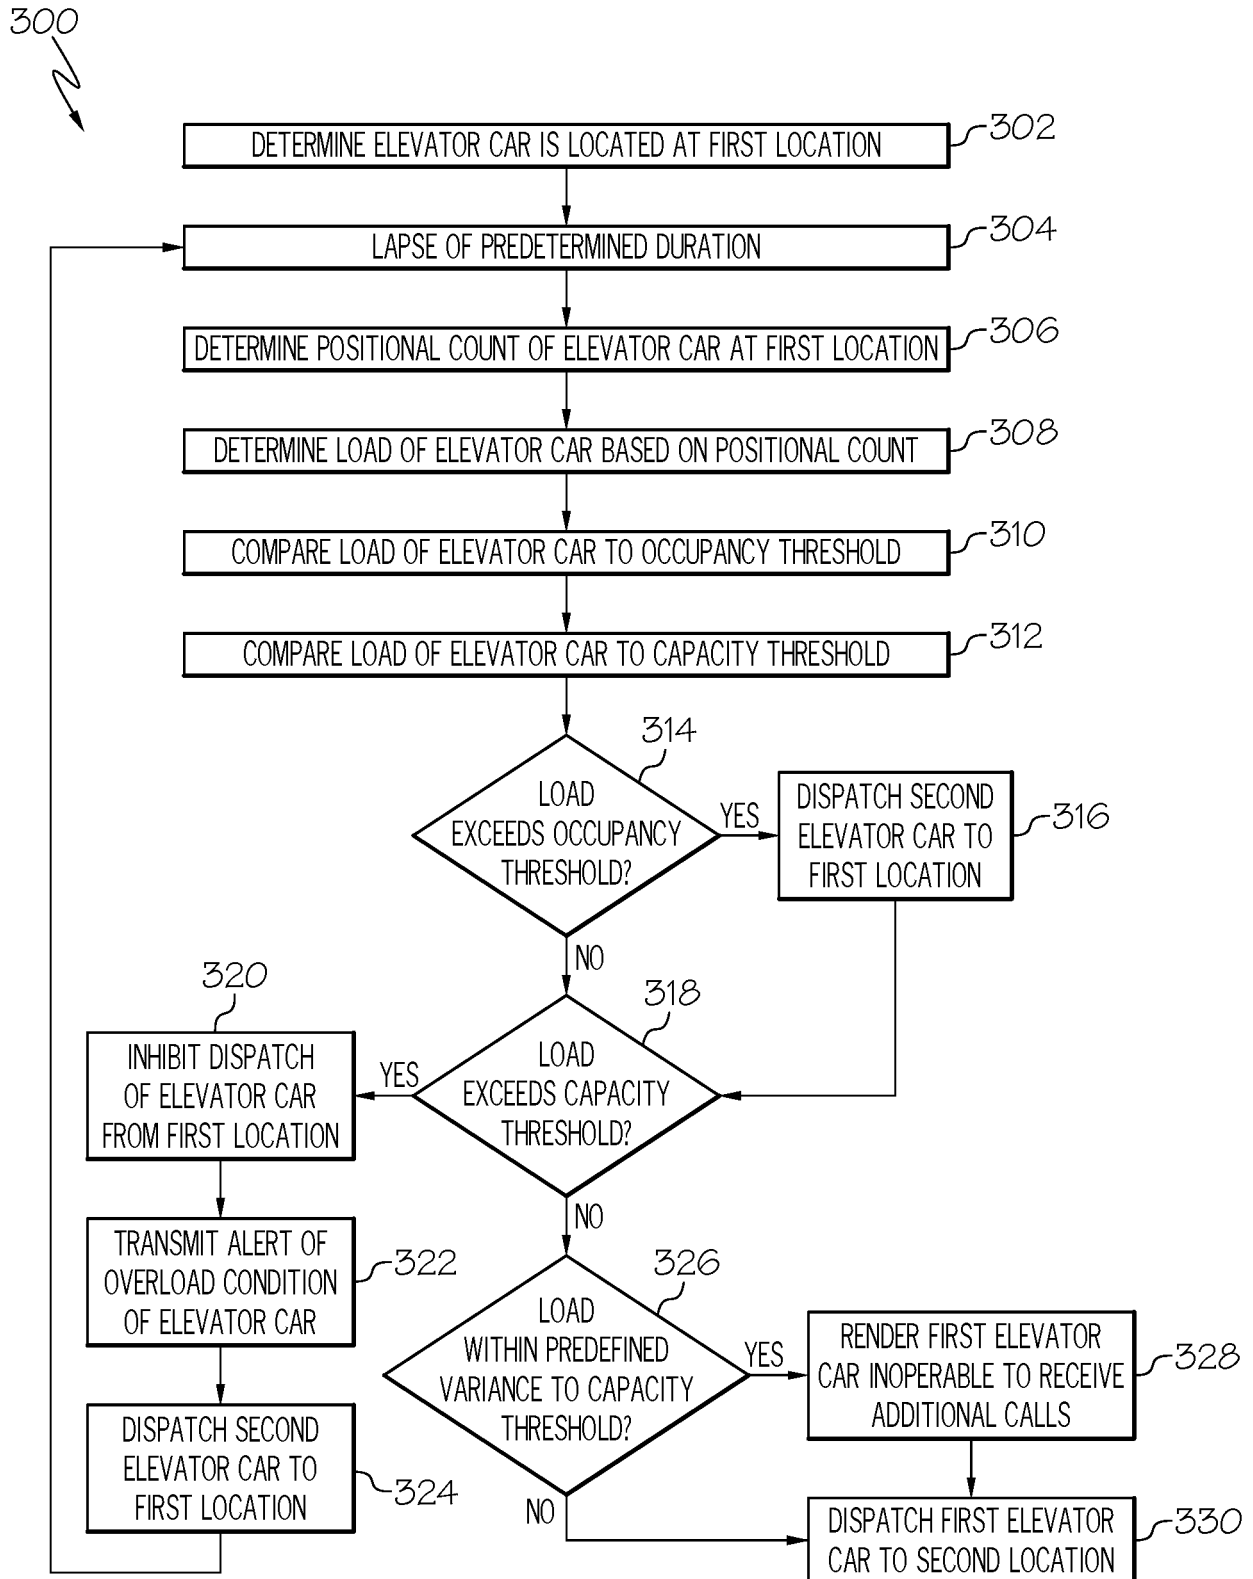 300
DETERMINE ELEVATOR CAR IS LOCATED AT FIRST LOCATION
302
LAPSE OF PREDETERMINED DURATION
304
DETERMINE POSITIONAL COUNT OF ELEVATOR CAR AT FIRST LOCATION
306
DETERMINE LOAD OF ELEVATOR CAR BASED ON POSITIONAL COUNT
308
COMPARE LOAD OF ELEVATOR CAR TO OCCUPANCY THRESHOLD
310
COMPARE LOAD OF ELEVATOR CAR TO CAPACITY THRESHOLD
312
314
LOAD
EXCEEDS OCCUPANCY
THRESHOLD?
YES
DISPATCH SECOND
ELEVATOR CAR TO
FIRST LOCATION
316
NO
318
LOAD
EXCEEDS CAPACITY
THRESHOLD?
YES
320
INHIBIT DISPATCH
OF ELEVATOR CAR
FROM FIRST LOCATION
TRANSMIT ALERT OF
OVERLOAD CONDITION
OF ELEVATOR CAR
322
DISPATCH SECOND
ELEVATOR CAR TO
FIRST LOCATION
324
NO
326
LOAD
WITHIN PREDEFINED
VARIANCE TO CAPACITY
THRESHOLD?
YES
RENDER FIRST ELEVATOR
CAR INOPERABLE TO RECEIVE
ADDITIONAL CALLS
328
NO
DISPATCH FIRST ELEVATOR
CAR TO SECOND LOCATION
330